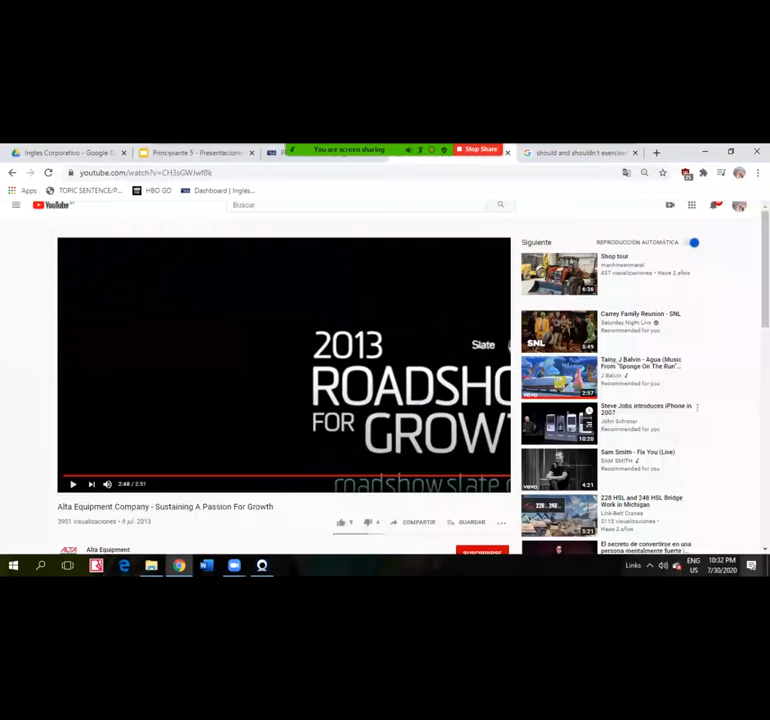 Ingles Corporativo - Google D
Principiante 5 - Presentacione
You are screen sharing
Stop Share
should and shouldn't exercises
youtube.com/watch?v=CH3sGWJwf8k
Apps
TOPIC SENTENCE/P...
HBO GO
Dashboard | Inglés...
YouTube
Buscar
Siguiente
REPRODUCCIÓN AUTOMÁTICA
Shop tour
437 visualizaciones • Hace 2 años
6:36
Carrey Family Reunion - SNL
Saturday Night Live
Recommended for you
SNL
5:49
Tainy, J Balvin - Agua (Music
From "Sponge On The Run"...
J Balvin
Recommended for you
vevo
2:57
Steve Jobs introduces iPhone in
2007
John Schroter
Recommended for you
10:20
Sam Smith - Fix You (Live)
SAM SMITH
Recommended for you
vevo
4:21
228 HSL and 248 HSL Bridge
Work in Michigan
Link-Belt Cranes
2115 visualizaciones •
Hace 2 años
5:21
El secreto de convertirse en una
persona mentalmente fuerte |
Slate
2013
ROADSHO
FOR GROWT
roadshow.slate.c
2:48 / 2:51
Alta Equipment Company - Sustaining A Passion For Growth
3901 visualizaciones • 9 jul. 2013
9
4
COMPARTIR
GUARDAR
ALTA
Alta Equipment
SUSCRIBIRSE
Links
ENG
US
10:32 PM
7/30/2020